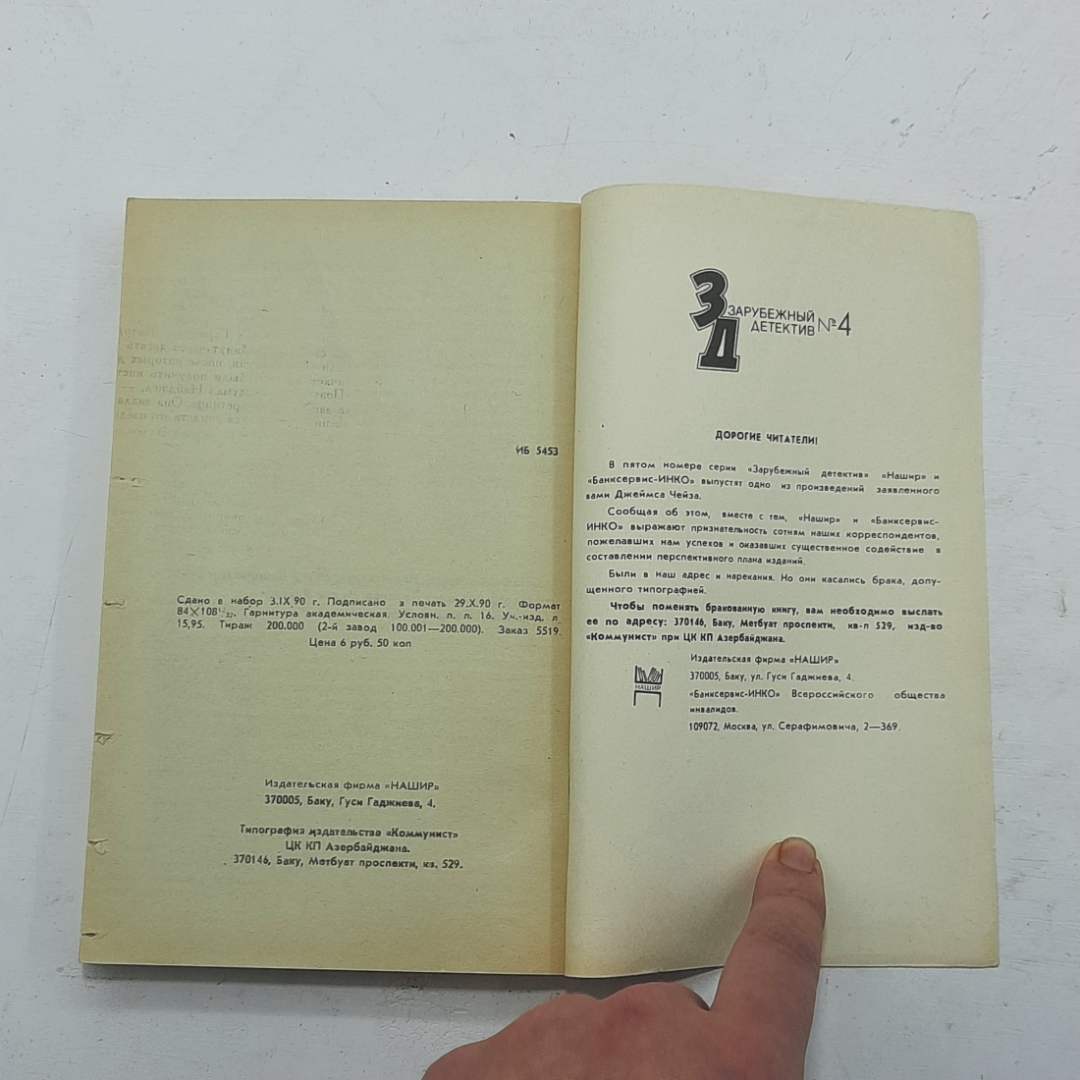 ИБ 5453
Сдано в набор 3.IX.90 г. Подписано в печать 29.X.90 г. Формат
84×108¹/₃₂. Гарнитура академическая. Условн. п. л. 16. Уч.-изд. л.
15,95. Тираж 200.000 (2-й завод 100.001—200.000). Заказ 5519.
Цена 6 руб. 50 коп
Издательская фирма «НАШИР»
370005, Баку, Гуси Гаджиева, 4.
Типография издательства «Коммунист»
ЦК КП Азербайджана.
370146, Баку, Метбуат проспекти, кв. 529.
ЗД
ЗАРУБЕЖНЫЙ
ДЕТЕКТИВ №4
ДОРОГИЕ ЧИТАТЕЛИ!
В пятом номере серии «Зарубежный детектив» «Нашир» и
«Банксервис-ИНКО» выпустят одно из произведений заявленного
вами Джеймса Чейза.
Сообщая об этом, вместе с тем, «Нашир» и «Банксервис-
ИНКО» выражают признательность сотням наших корреспондентов,
пожелавших нам успехов и оказавших существенное содействие в
составлении перспективного плана изданий.
Были в наш адрес и нарекания. Но они касались брака, допу-
щенного типографией.
Чтобы поменять бракованную книгу, вам необходимо выслать
ее по адресу: 370146, Баку, Метбуат проспекти, кв-л 529, изд-во
«Коммунист» при ЦК КП Азербайджана.
НАШИР
Издательская фирма «НАШИР»
370005, Баку, ул. Гуси Гаджиева, 4.
«Банксервис-ИНКО» Всероссийского общества
инвалидов.
109072, Москва, ул. Серафимовича, 2—369.